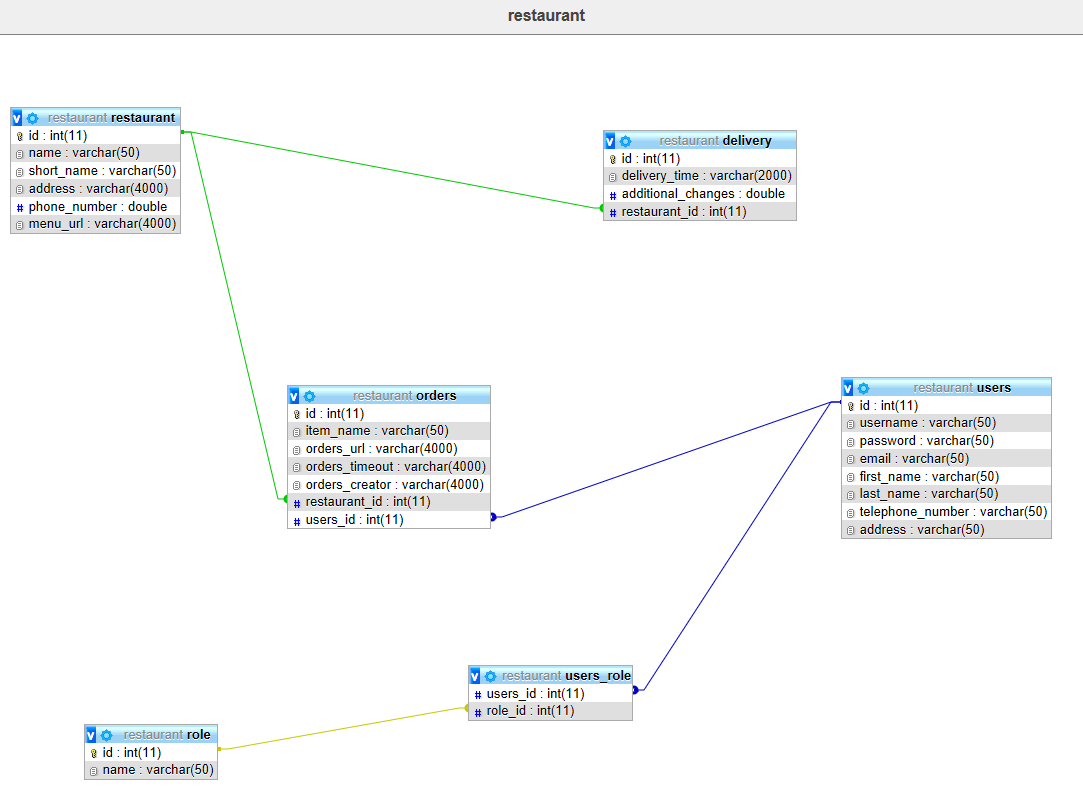 restaurant
v restaurant restaurant
id : int(11)
name : varchar(50)
short_name : varchar(50)
address : varchar(4000)
# phone_number : double
menu_url : varchar(4000)
v restaurant delivery
id : int(11)
delivery_time : varchar(2000)
# additional_changes : double
# restaurant_id : int(11)
v restaurant orders
id : int(11)
item_name : varchar(50)
orders_url : varchar(4000)
orders_timeout : varchar(4000)
orders_creator : varchar(4000)
# restaurant_id : int(11)
# users_id : int(11)
v restaurant users
id : int(11)
username : varchar(50)
password : varchar(50)
email : varchar(50)
first_name : varchar(50)
last_name : varchar(50)
telephone_number : varchar(50)
address : varchar(50)
v restaurant users_role
# users_id : int(11)
# role_id : int(11)
v restaurant role
id : int(11)
name : varchar(50)